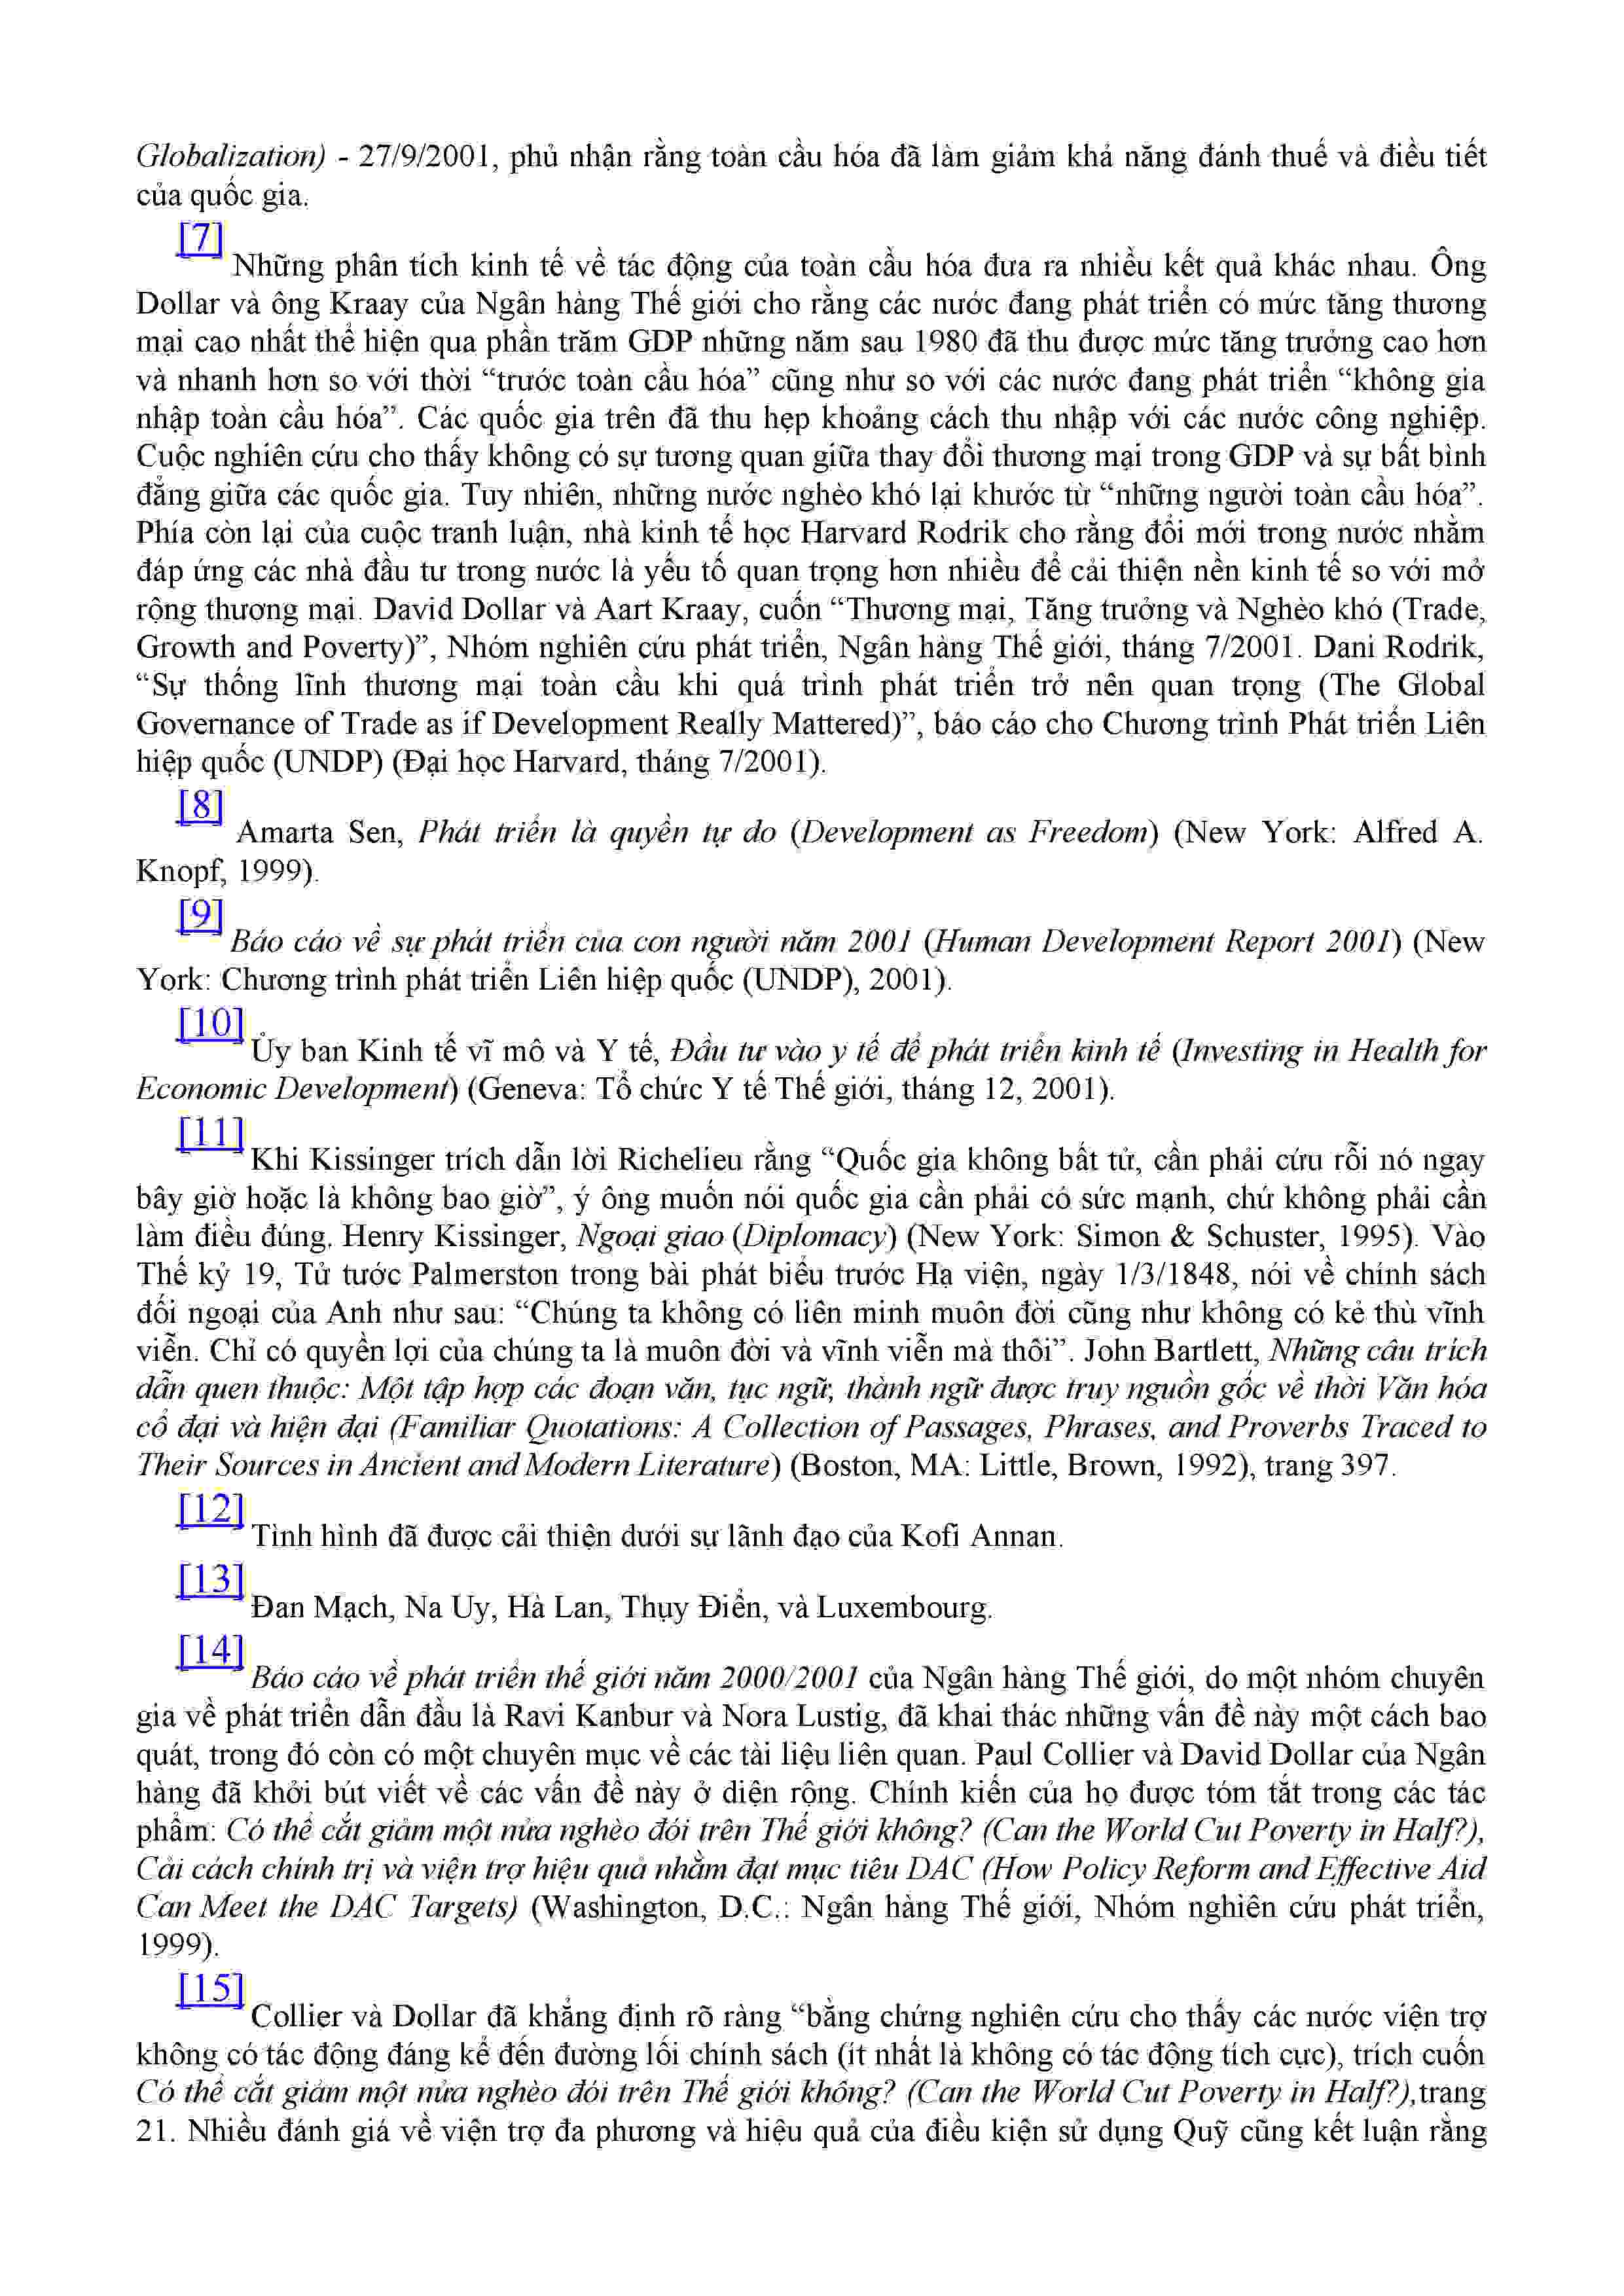 Globalization) - 27/9/2001, phủ nhận rằng toàn cầu hóa đã làm giảm khả năng đánh thuế và điều tiết
của quốc gia.
[7]
Những phân tích kinh tế về tác động của toàn cầu hóa đưa ra nhiều kết quả khác nhau. Ông
Dollar và ông Kraay của Ngân hàng Thế giới cho rằng các nước đang phát triển có mức tăng thương
mại cao nhất thể hiện qua phần trăm GDP những năm sau 1980 đã thu được mức tăng trưởng cao hơn
và nhanh hơn so với thời “trước toàn cầu hóa” cũng như so với các nước đang phát triển “không gia
nhập toàn cầu hóa”. Các quốc gia trên đã thu hẹp khoảng cách thu nhập với các nước công nghiệp.
Cuộc nghiên cứu cho thấy không có sự tương quan giữa thay đổi thương mại trong GDP và sự bất bình
đẳng giữa các quốc gia. Tuy nhiên, những nước nghèo khó lại khước từ “những người toàn cầu hóa”.
Phía còn lại của cuộc tranh luận, nhà kinh tế học Harvard Rodrik cho rằng đổi mới trong nước nhằm
đáp ứng các nhà đầu tư trong nước là yếu tố quan trọng hơn nhiều để cải thiện nền kinh tế so với mở
rộng thương mại. David Dollar và Aart Kraay, cuốn “Thương mại, Tăng trưởng và Nghèo khó (Trade,
Growth and Poverty)”, Nhóm nghiên cứu phát triển, Ngân hàng Thế giới, tháng 7/2001. Dani Rodrik,
“Sự thống lĩnh thương mại toàn cầu khi quá trình phát triển trở nên quan trọng (The Global
Governance of Trade as if Development Really Mattered)”, báo cáo cho Chương trình Phát triển Liên
hiệp quốc (UNDP) (Đại học Harvard, tháng 7/2001).
[8]
Amarta Sen, Phát triển là quyền tự do (Development as Freedom) (New York: Alfred A.
Knopf, 1999).
[9]
Báo cáo về sự phát triển của con người năm 2001 (Human Development Report 2001) (New
York: Chương trình phát triển Liên hiệp quốc (UNDP), 2001).
[10]
Ủy ban Kinh tế vĩ mô và Y tế, Đầu tư vào y tế để phát triển kinh tế (Investing in Health for
Economic Development) (Geneva: Tổ chức Y tế Thế giới, tháng 12, 2001).
[11]
Khi Kissinger trích dẫn lời Richelieu rằng “Quốc gia không bất tử, cần phải cứu rỗi nó ngay
bây giờ hoặc là không bao giờ”, ý ông muốn nói quốc gia cần phải có sức mạnh, chứ không phải cần
làm điều đúng. Henry Kissinger, Ngoại giao (Diplomacy) (New York: Simon & Schuster, 1995). Vào
Thế kỷ 19, Tử tước Palmerston trong bài phát biểu trước Hạ viện, ngày 1/3/1848, nói về chính sách
đối ngoại của Anh như sau: “Chúng ta không có liên minh muôn đời cũng như không có kẻ thù vĩnh
viễn. Chỉ có quyền lợi của chúng ta là muôn đời và vĩnh viễn mà thôi”. John Bartlett, Những câu trích
dẫn quen thuộc: Một tập hợp các đoạn văn, tục ngữ, thành ngữ được truy nguồn gốc về thời Văn hóa
cổ đại và hiện đại (Familiar Quotations: A Collection of Passages, Phrases, and Proverbs Traced to
Their Sources in Ancient and Modern Literature) (Boston, MA: Little, Brown, 1992), trang 397.
[12]
Tình hình đã được cải thiện dưới sự lãnh đạo của Kofi Annan.
[13]
Đan Mạch, Na Uy, Hà Lan, Thụy Điển, và Luxembourg.
[14]
Báo cáo về phát triển thế giới năm 2000/2001 của Ngân hàng Thế giới, do một nhóm chuyên
gia về phát triển dẫn đầu là Ravi Kanbur và Nora Lustig, đã khai thác những vấn đề này một cách bao
quát, trong đó còn có một chuyên mục về các tài liệu liên quan. Paul Collier và David Dollar của Ngân
hàng đã khởi bút viết về các vấn đề này ở diện rộng. Chính kiến của họ được tóm tắt trong các tác
phẩm: Có thể cắt giảm một nửa nghèo đói trên Thế giới không? (Can the World Cut Poverty in Half?),
Cải cách chính trị và viện trợ hiệu quả nhằm đạt mục tiêu DAC (How Policy Reform and Effective Aid
Can Meet the DAC Targets) (Washington, D.C.: Ngân hàng Thế giới, Nhóm nghiên cứu phát triển,
1999).
[15]
Collier và Dollar đã khẳng định rõ ràng “bằng chứng nghiên cứu cho thấy các nước viện trợ
không có tác động đáng kể đến đường lối chính sách (ít nhất là không có tác động tích cực), trích cuốn
Có thể cắt giảm một nửa nghèo đói trên Thế giới không? (Can the World Cut Poverty in Half?),trang
21. Nhiều đánh giá về viện trợ đa phương và hiệu quả của điều kiện sử dụng Quỹ cũng kết luận rằng